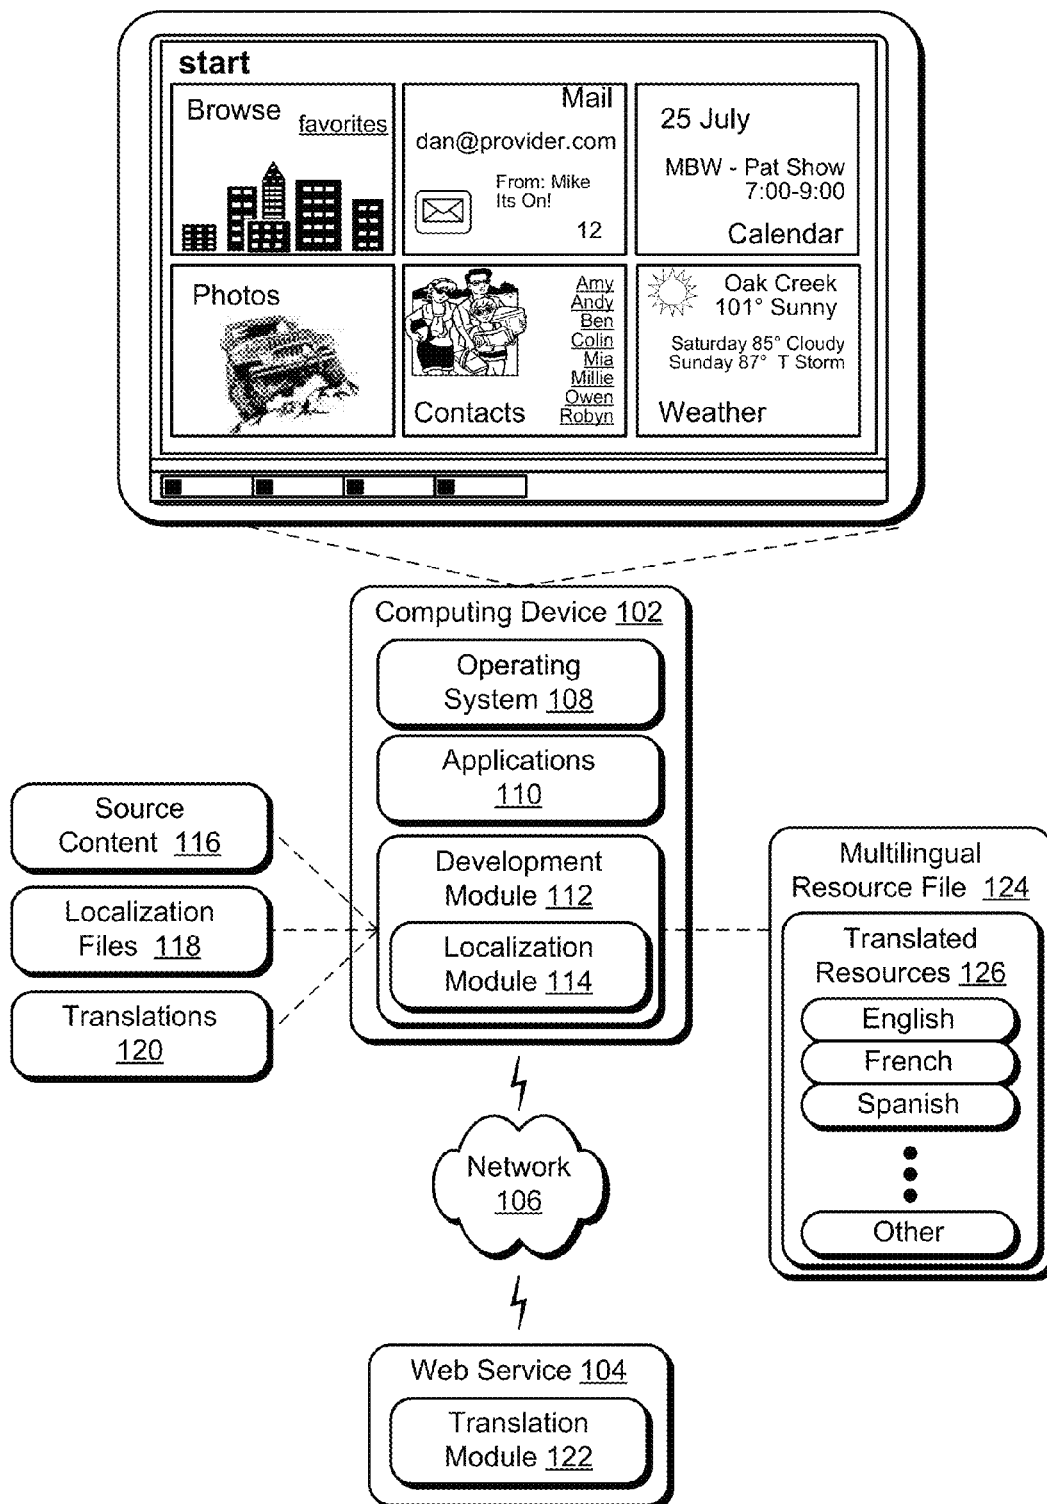 start
Browse
favorites
Mail
dan@provider.com
From: Mike
Its On!
12
25 July
MBW - Pat Show
7:00-9:00
Calendar
Photos
Contacts
Amy
Andy
Ben
Colin
Mia
Millie
Owen
Robyn
Oak Creek
101° Sunny
Saturday 85° Cloudy
Sunday 87° T Storm
Weather
Computing Device 102
Operating
System 108
Applications
110
Development
Module 112
Localization
Module 114
Source
Content 116
Localization
Files 118
Translations
120
Multilingual
Resource File 124
Translated
Resources 126
English
French
Spanish
Other
Network
106
Web Service 104
Translation
Module 122